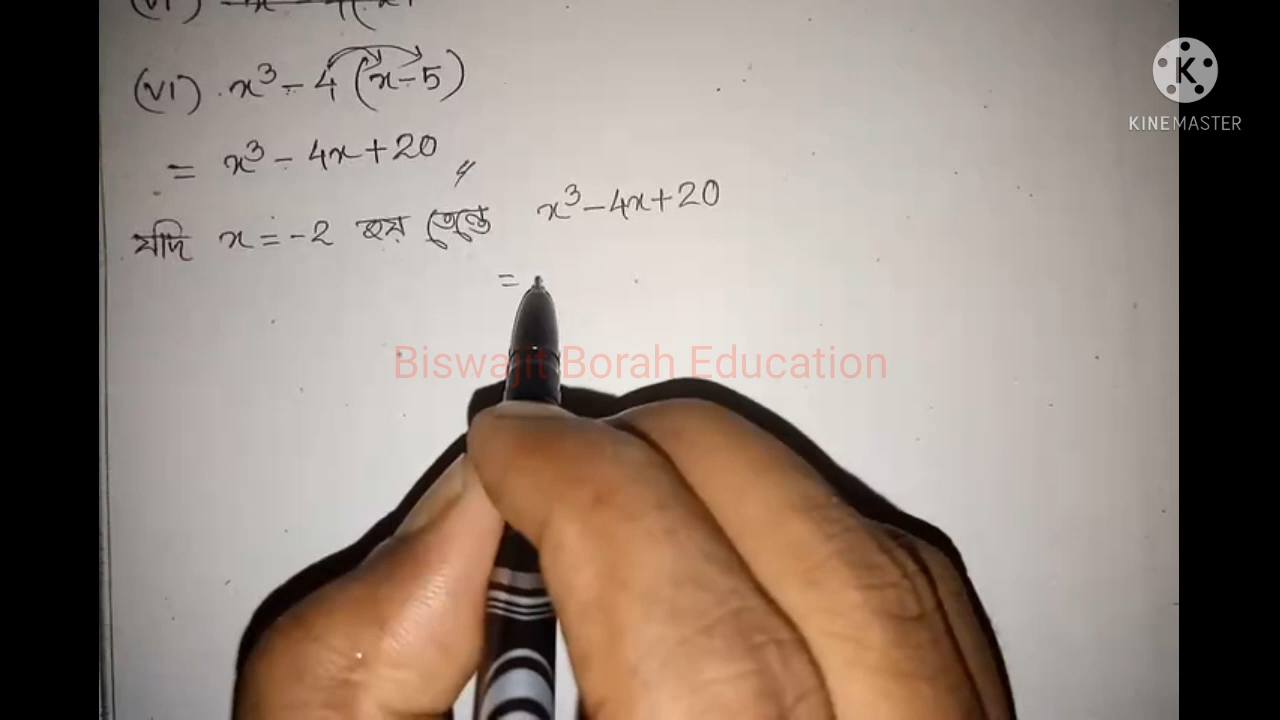 (vi) x³ - 4(x-5)
= x³ - 4x + 20
যদি x = -2 হয় তেন্তে x³ - 4x + 20
=
KINEMASTER
Biswajit Borah Education